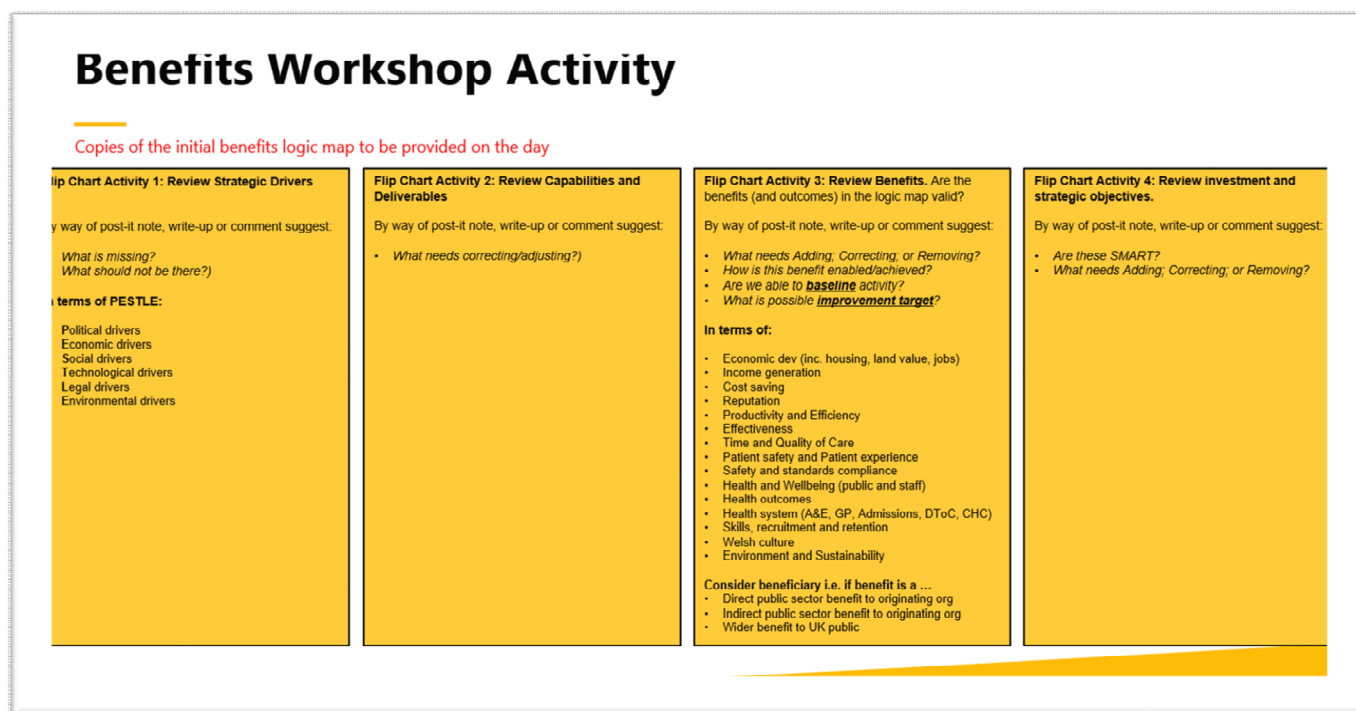 Benefits Workshop Activity
Copies of the initial benefits logic map to be provided on the day
lip Chart Activity 1: Review Strategic Drivers
y way of post-it note, write-up or comment suggest:
What is missing?
What should not be there?)
terms of PESTLE:
Political drivers
Economic drivers
Social drivers
Technological drivers
Legal drivers
Environmental drivers
Flip Chart Activity 2: Review Capabilities and
Deliverables
By way of post-it note, write-up or comment suggest:
• What needs correcting/adjusting?)
Flip Chart Activity 3: Review Benefits. Are the
benefits (and outcomes) in the logic map valid?
By way of post-it note, write-up or comment suggest:
• What needs Adding; Correcting; or Removing?
• How is this benefit enabled/achieved?
• Are we able to baseline activity?
• What is possible improvement target?
In terms of:
• Economic dev (inc. housing, land value, jobs)
• Income generation
• Cost saving
• Reputation
• Productivity and Efficiency
• Effectiveness
• Time and Quality of Care
• Patient safety and Patient experience
• Safety and standards compliance
• Health and Wellbeing (public and staff)
• Health outcomes
• Health system (A&E, GP, Admissions, DToC, CHC)
• Skills, recruitment and retention
• Welsh culture
• Environment and Sustainability
Consider beneficiary i.e. if benefit is a …
• Direct public sector benefit to originating org
• Indirect public sector benefit to originating org
• Wider benefit to UK public
Flip Chart Activity 4: Review investment and
strategic objectives.
By way of post-it note, write-up or comment suggest:
• Are these SMART?
• What needs Adding; Correcting; or Removing?